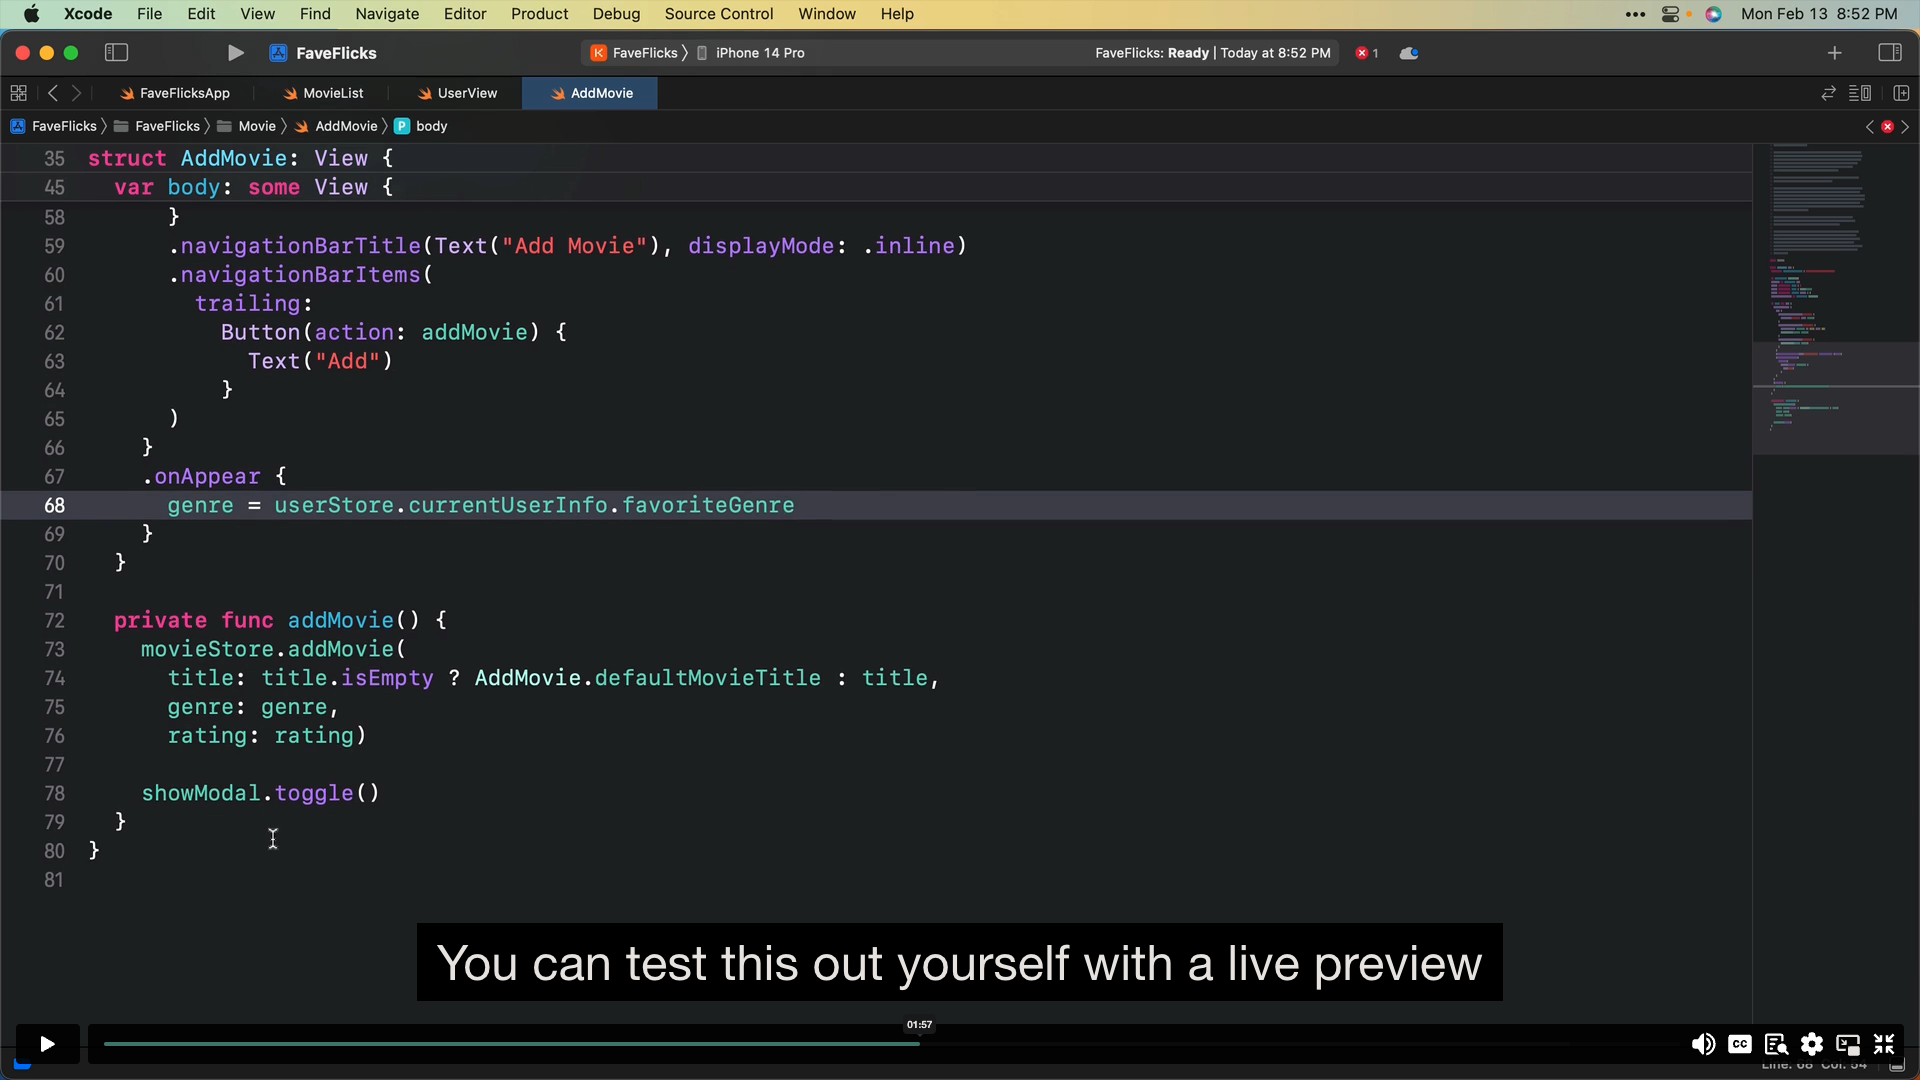 Xcode File Edit View Find Navigate Editor Product Debug Source Control Window Help Mon Feb 13 8:52 PM
FaveFlicks FaveFlicks 〉 iPhone 14 Pro FaveFlicks: Ready | Today at 8:52 PM 1
FaveFlicksApp MovieList UserView AddMovie
FaveFlicks 〉 FaveFlicks 〉 Movie 〉 AddMovie 〉 P body
35 struct AddMovie: View {
45 var body: some View {
58 }
59 .navigationBarTitle(Text("Add Movie"), displayMode: .inline)
60 .navigationBarItems(
61 trailing:
62 Button(action: addMovie) {
63 Text("Add")
64 }
65 )
66 }
67 .onAppear {
68 genre = userStore.currentUserInfo.favoriteGenre
69 }
70 }
71
72 private func addMovie() {
73 movieStore.addMovie(
74 title: title.isEmpty ? AddMovie.defaultMovieTitle : title,
75 genre: genre,
76 rating: rating)
77
78 showModal.toggle()
79 }
80 }
81
You can test this out yourself with a live preview
01:57
CC
Line: 68 Col: 54